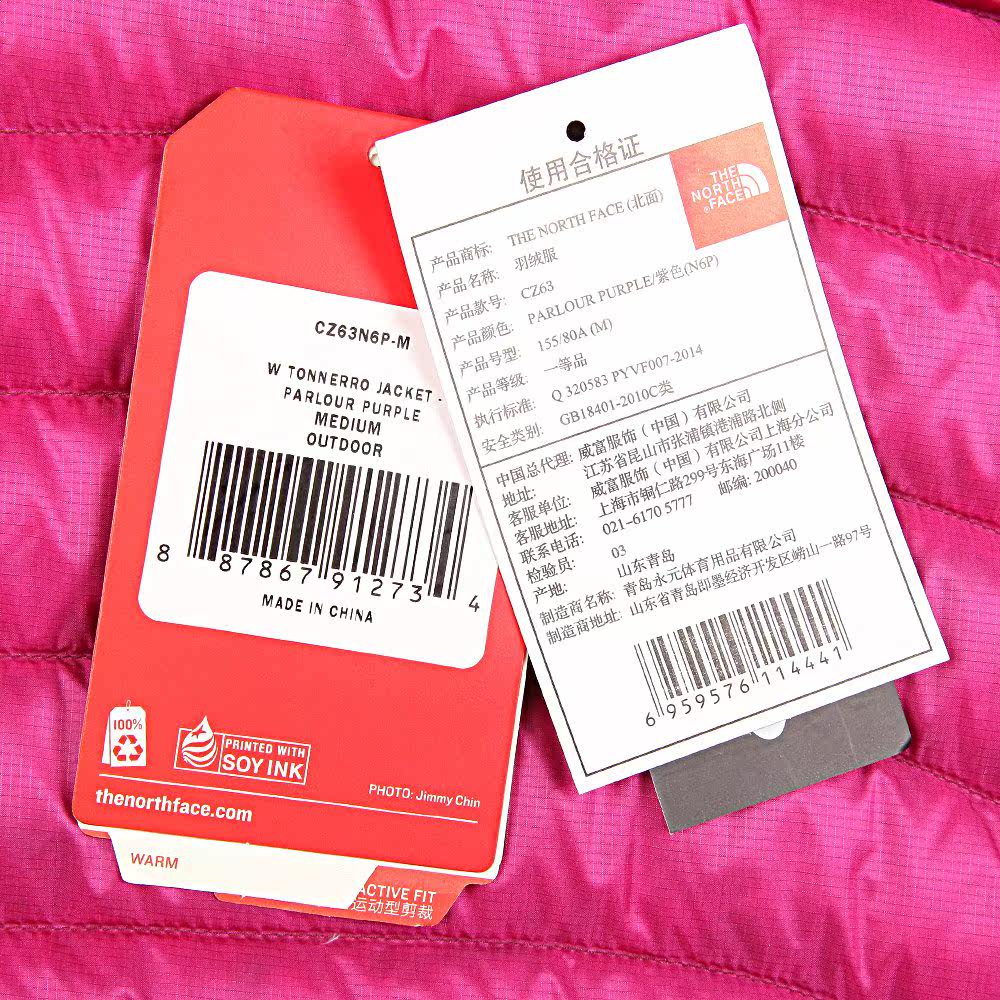 CZ63N6P-M
W TONNERRO JACKET -
PARLOUR PURPLE
MEDIUM
OUTDOOR
8 87867 91273 4
MADE IN CHINA
100%
PRINTED WITH
SOY INK
PHOTO: Jimmy Chin
thenorthface.com
WARM
ACTIVE FIT
运动型剪裁
使用合格证
THE
NORTH
FACE
产品商标: THE NORTH FACE (北面)
产品名称: 羽绒服
产品款号: CZ63
产品颜色: PARLOUR PURPLE/紫色(N6P)
产品号型: 155/80A (M)
产品等级: 一等品
执行标准: Q 320583 PYVF007-2014
安全类别: GB18401-2010C类
中国总代理: 威富服饰（中国）有限公司
地址: 江苏省昆山市张浦镇港浦路北侧
客服单位: 威富服饰（中国）有限公司上海分公司
客服地址: 上海市铜仁路299号东海广场11楼
联系电话: 021-6170 5777 邮编: 200040
检验员: 03
产地: 山东青岛
制造商名称: 青岛永元体育用品有限公司
制造商地址: 山东省青岛即墨经济开发区崂山一路97号
6 959576 114441